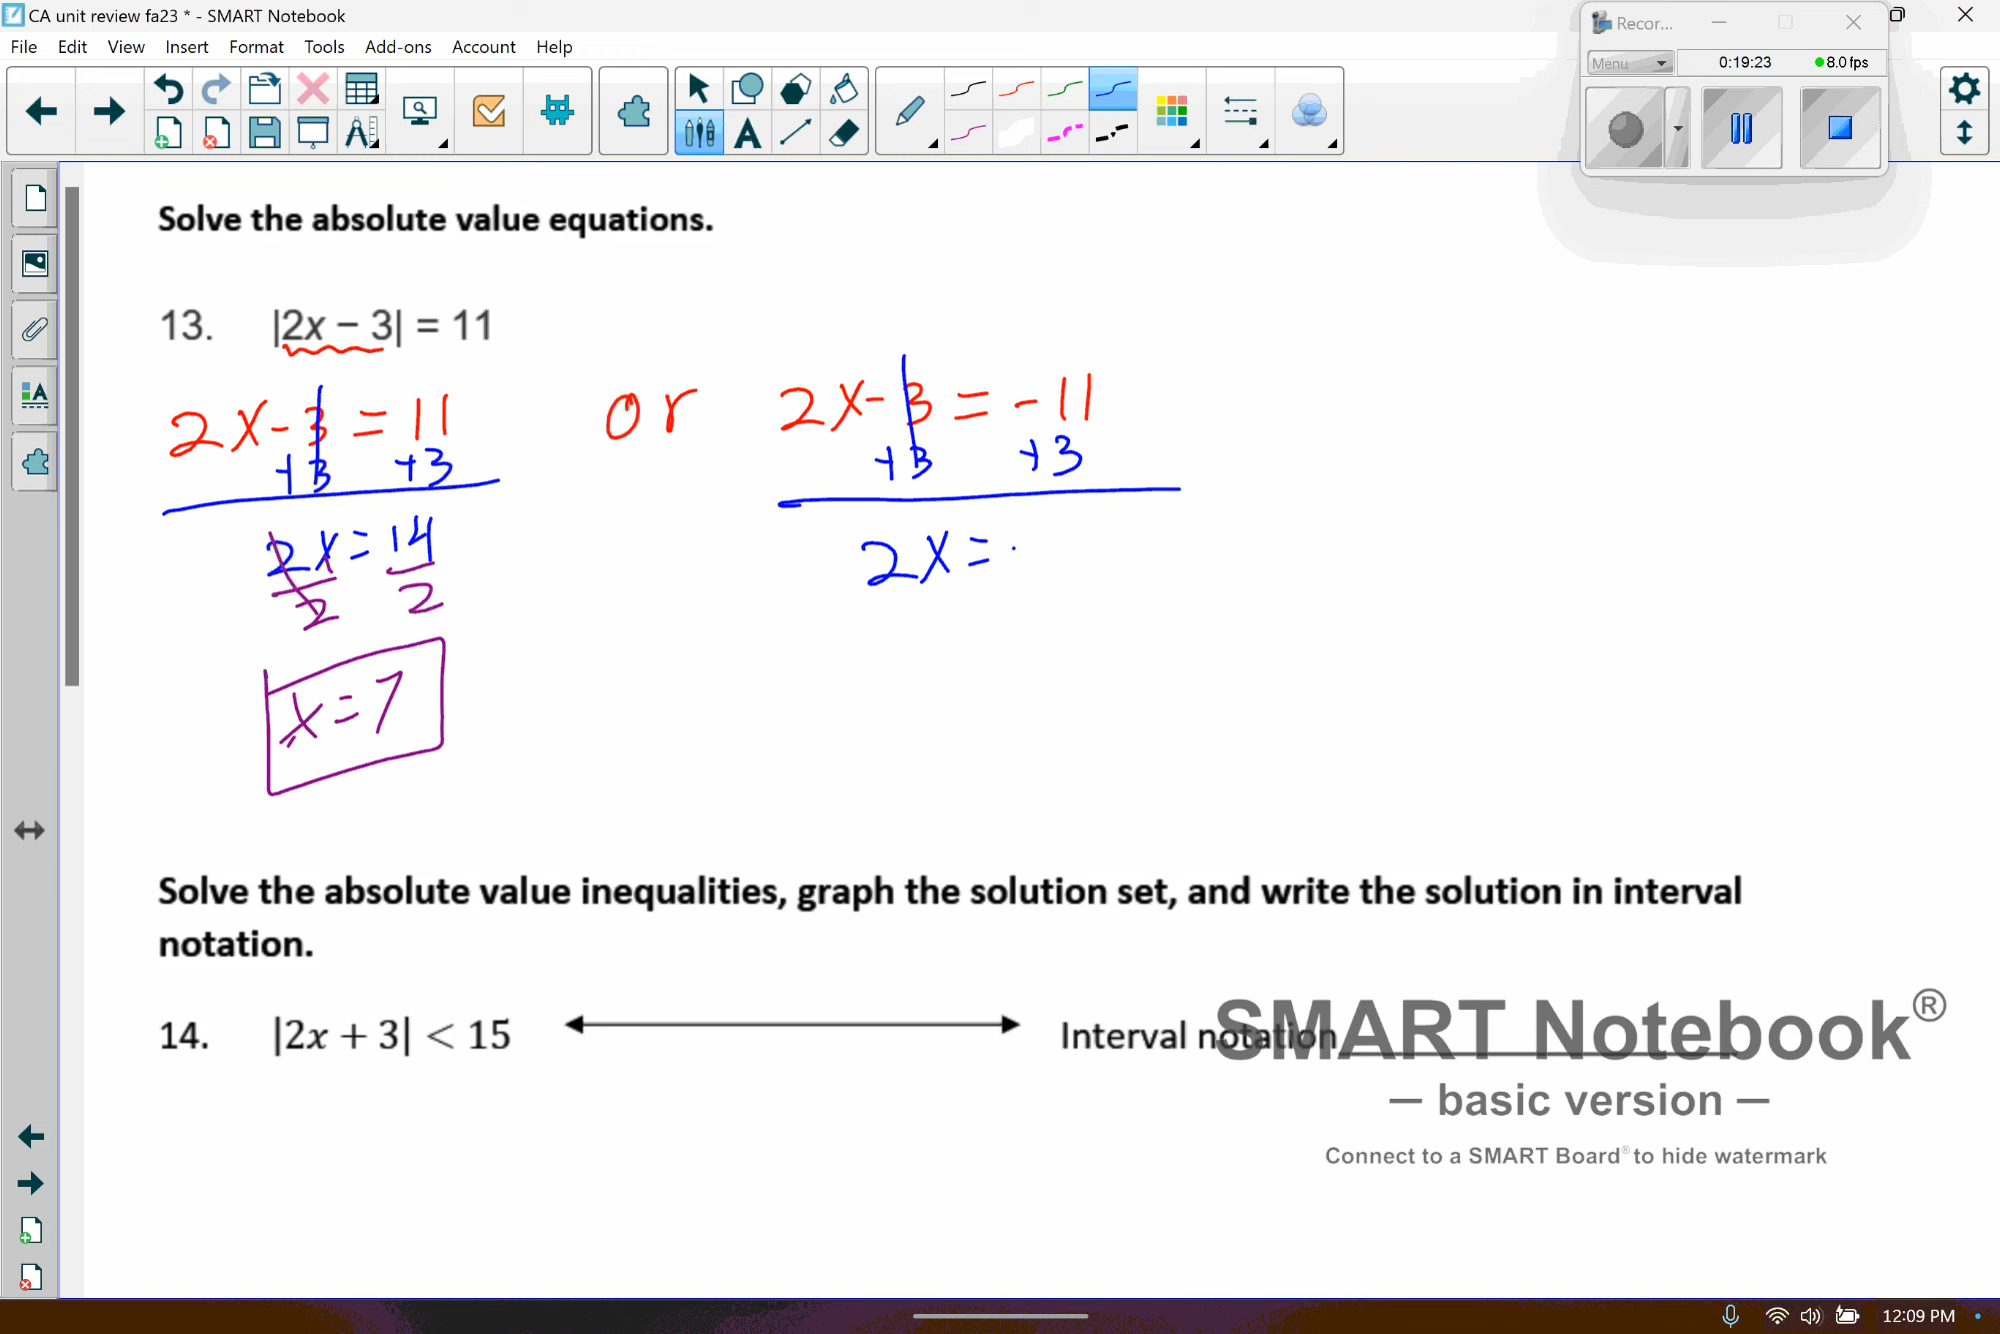 CA unit review fa23 * - SMART Notebook
File Edit View Insert Format Tools Add-ons Account Help
Recor...
Menu 0:19:23 8.0 fps
Solve the absolute value equations.
13. |2x − 3| = 11
2x-3 = 11 or 2x-3 = -11
+3 +3 +3 +3
2x = 14 2x =
2 2
x = 7
Solve the absolute value inequalities, graph the solution set, and write the solution in interval
notation.
14. |2x + 3| < 15 Interval notation
SMART Notebook®
— basic version —
Connect to a SMART Board® to hide watermark
12:09 PM